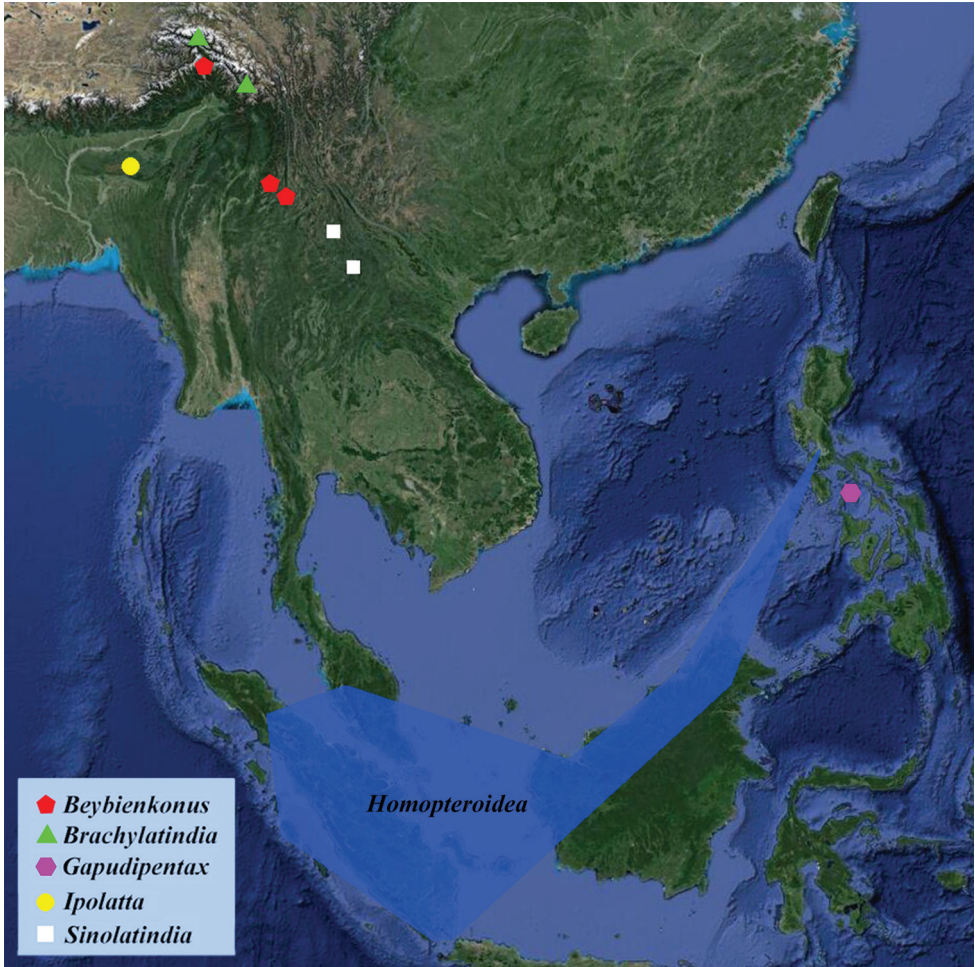 Homopteroidea
Beybienkonus
Brachylatindia
Gapudipentax
Ipolatta
Sinolatindia